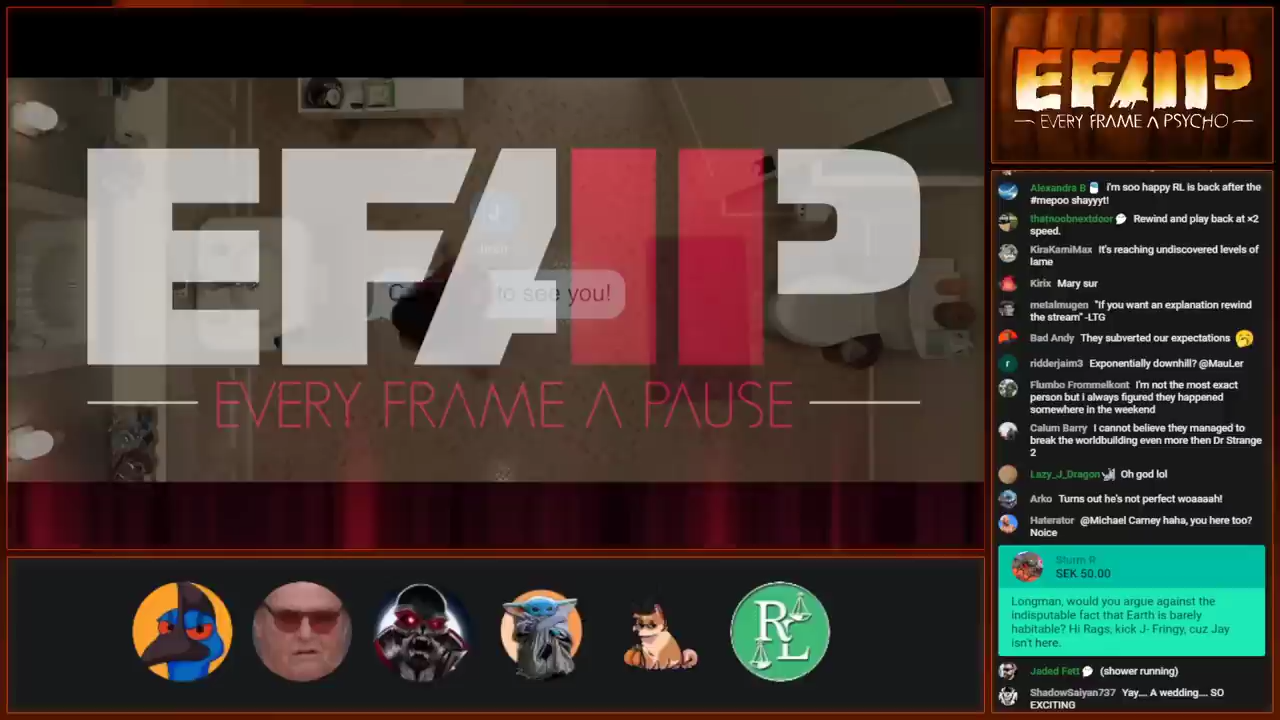 EFAP
to see you!
EVERY FRAME A PAUSE
EFAP
EVERY FRAME A PSYCHO
Alexandra B i'm soo happy RL is back after the
#mepoo shayyyt!
thatnoobnextdoor Rewind and play back at ×2
speed.
KiraKamiMax It's reaching undiscovered levels of
lame
Kirix Mary sur
metalmugen "If you want an explanation rewind
the stream" -LTG
Bad Andy They subverted our expectations
ridderjaim3 Exponentially downhill? @MauLer
Flumbo Frommelkont I'm not the most exact
person but I always figured they happened
somewhere in the weekend
Calum Barry I cannot believe they managed to
break the worldbuilding even more then Dr Strange
2
Lazy_J_Dragon Oh god lol
Arko Turns out he's not perfect woaaaah!
Haterator @Michael Carney haha, you here too?
Noice
Sturm R
SEK 50.00
Longman, would you argue against the
indisputable fact that Earth is barely
habitable? Hi Rags, kick J- Fringy, cuz Jay
isn't here.
Jaded Fett (shower running)
ShadowSaiyan737 Yay.... A wedding.... SO
EXCITING
RL